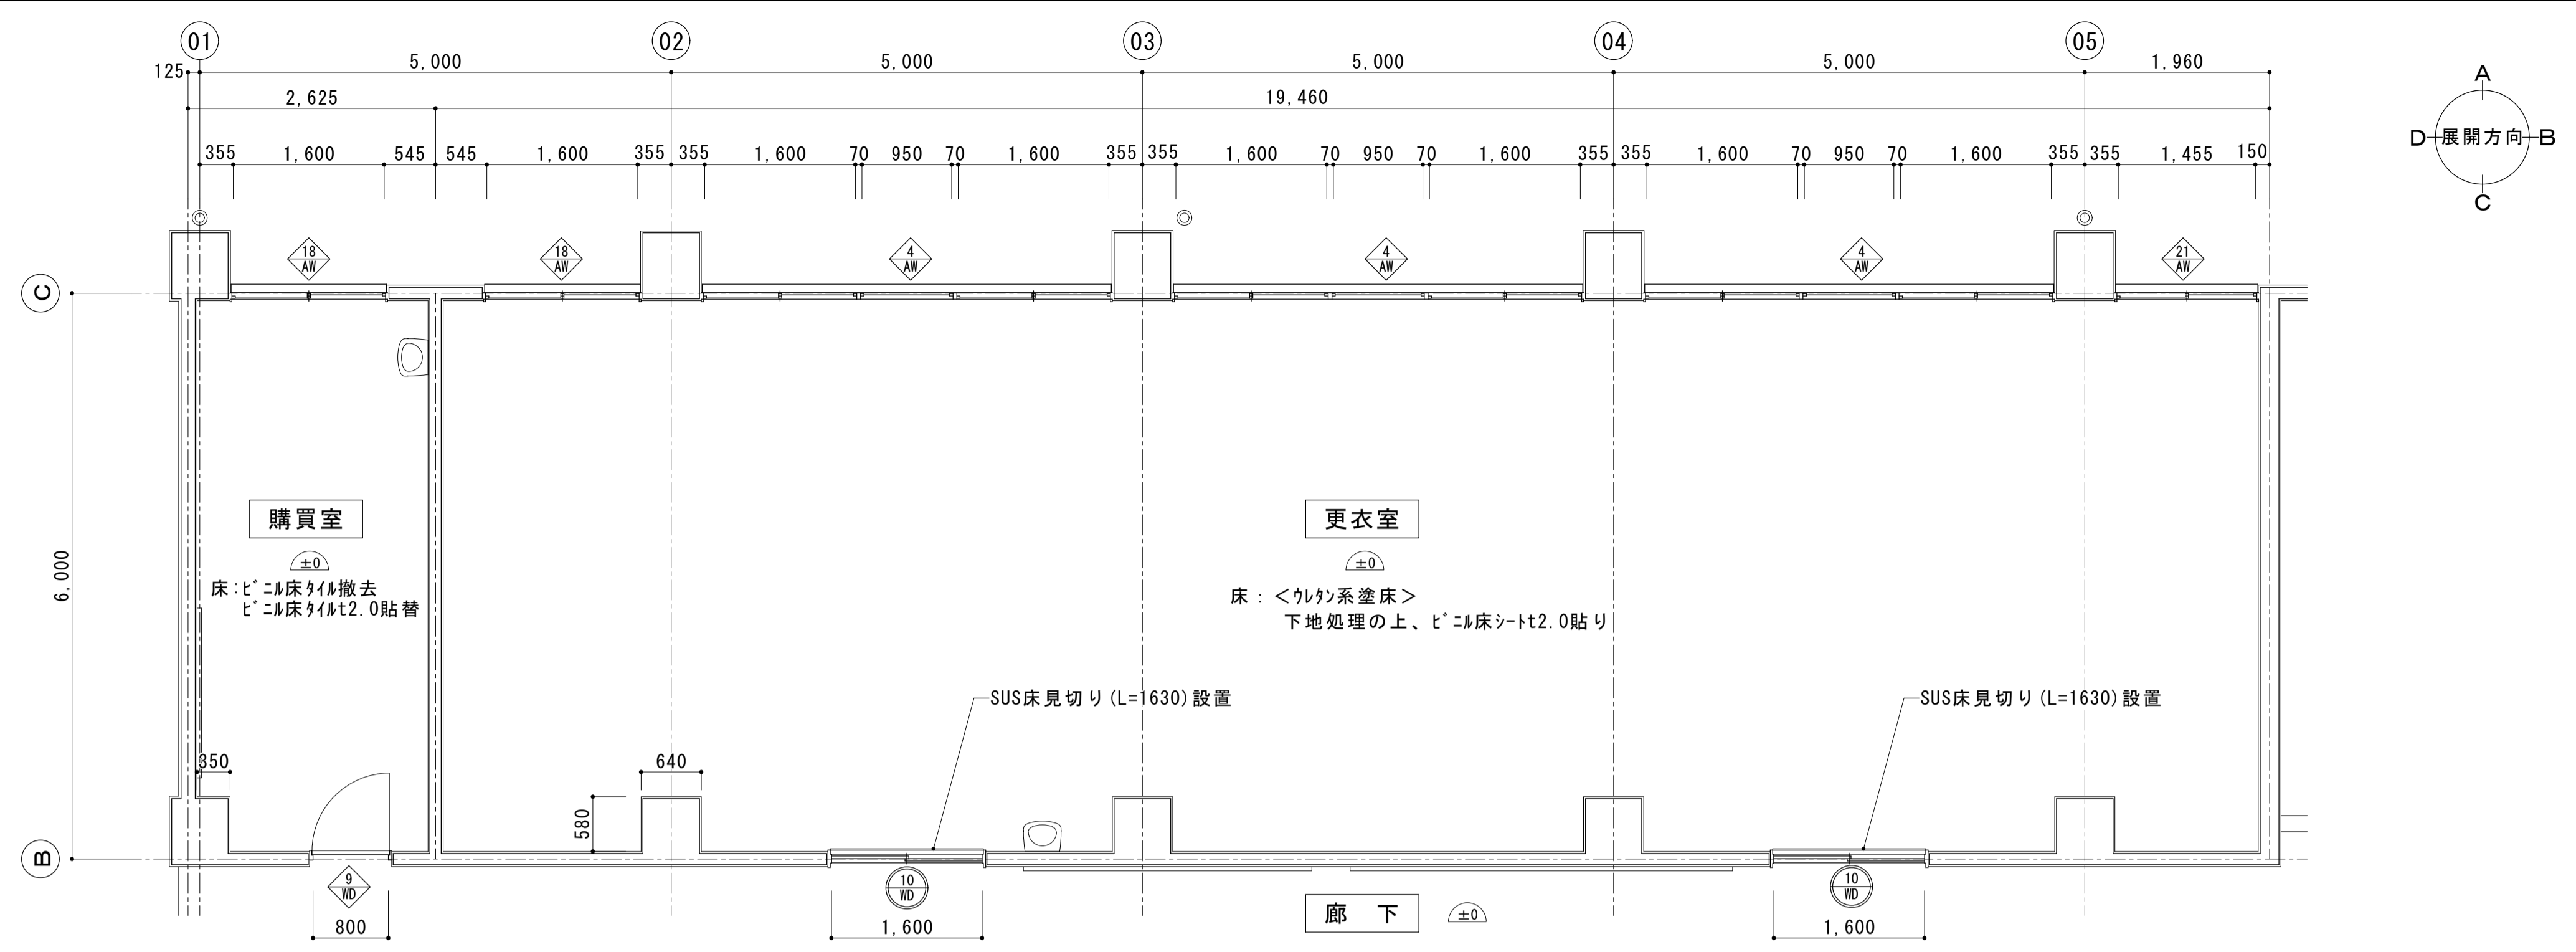 01 02 03 04 05
125 5,000 5,000 5,000 5,000 1,960
2,625 19,460
355 1,600 545 545 1,600 355 355 1,600 70 950 70 1,600 355 355 1,600 70 950 70 1,600 355 355 1,600 70 950 70 1,600 355 355 1,455 150
A
D 展開方向 B
C
18 18 4 4 4 21
AW AW AW AW AW AW
C
6,000
購買室
±0
床:ビニル床タイル撤去
ビニル床タイルt2.0貼替
更衣室
±0
床：＜ウレタン系塗床＞
下地処理の上、ビニル床シートt2.0貼り
SUS床見切り(L=1630)設置
SUS床見切り(L=1630)設置
350
640
580
B
9 10 10
WD WD WD
800 1,600 1,600
廊　下 ±0